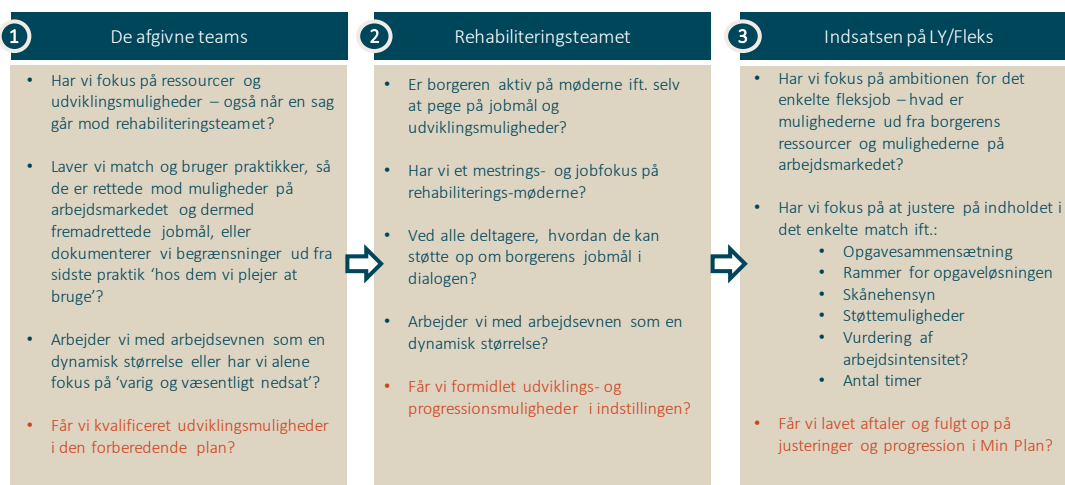 1
De afgivne teams
• Har vi fokus på ressourcer og
udviklingsmuligheder – også når en sag
går mod rehabiliteringsteamet?
• Laver vi match og bruger praktikker, så
de er rettede mod muligheder på
arbejdsmarkedet og dermed
fremadrettede jobmål, eller
dokumenterer vi begrænsninger ud fra
sidste praktik ‘hos dem vi plejer at
bruge’?
• Arbejder vi med arbejdsevnen som en
dynamisk størrelse eller har vi alene
fokus på ‘varig og væsentligt nedsat’?
• Får vi kvalificeret udviklingsmuligheder
i den forberedende plan?
2
Rehabiliteringsteamet
• Er borgeren aktiv på møderne ift. selv
at pege på jobmål og
udviklingsmuligheder?
• Har vi et mestrings- og jobfokus på
rehabiliterings-møderne?
• Ved alle deltagere, hvordan de kan
støtte op om borgerens jobmål i
dialogen?
• Arbejder vi med arbejdsevnen som en
dynamisk størrelse?
• Får vi formidlet udviklings- og
progressionsmuligheder i indstillingen?
3
Indsatsen på LY/Fleks
• Har vi fokus på ambitionen for det
enkelte fleksjob – hvad er
mulighederne ud fra borgerens
ressourcer og mulighederne på
arbejdsmarkedet?
• Har vi fokus på at justere på indholdet i
det enkelte match ift.:
• Opgavesammensætning
• Rammer for opgaveløsningen
• Skånehensyn
• Støttemuligheder
• Vurdering af
arbejdsintensitet?
• Antal timer
• Får vi lavet aftaler og fulgt op på
justeringer og progression i Min Plan?